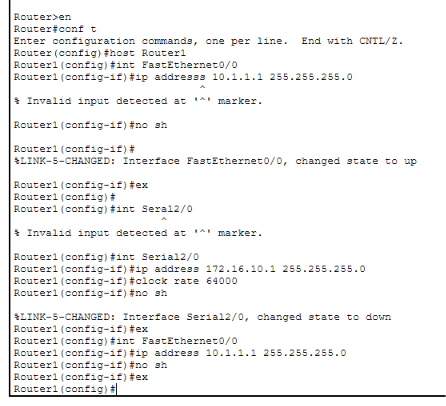 Router>en
Router#conf t
Enter configuration commands, one per line.  End with CNTL/Z.
Router(config)#host Router1
Router1(config)#int FastEthernet0/0
Router1(config-if)#ip addresss 10.1.1.1 255.255.255.0
^
% Invalid input detected at '^' marker.
Router1(config-if)#no sh
Router1(config-if)#
%LINK-5-CHANGED: Interface FastEthernet0/0, changed state to up
Router1(config-if)#ex
Router1(config)#
Router1(config)#int Seral2/0
^
% Invalid input detected at '^' marker.
Router1(config)#int Serial2/0
Router1(config-if)#ip address 172.16.10.1 255.255.255.0
Router1(config-if)#clock rate 64000
Router1(config-if)#no sh
%LINK-5-CHANGED: Interface Serial2/0, changed state to down
Router1(config-if)#ex
Router1(config)#int FastEthernet0/0
Router1(config-if)#ip address 10.1.1.1 255.255.255.0
Router1(config-if)#no sh
Router1(config-if)#ex
Router1(config)#